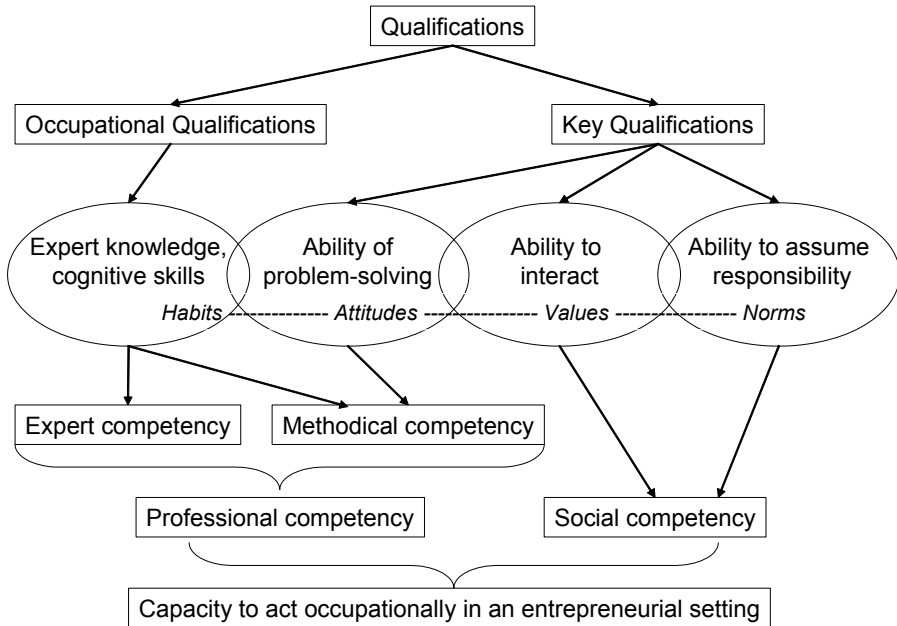 Qualifications
Occupational Qualifications
Key Qualifications
Expert knowledge,
cognitive skills
Ability of
problem-solving
Ability to
interact
Ability to assume
responsibility
Habits ----------- Attitudes ------------- Values ------------- Norms
Expert competency
Methodical competency
Professional competency
Social competency
Capacity to act occupationally in an entrepreneurial setting